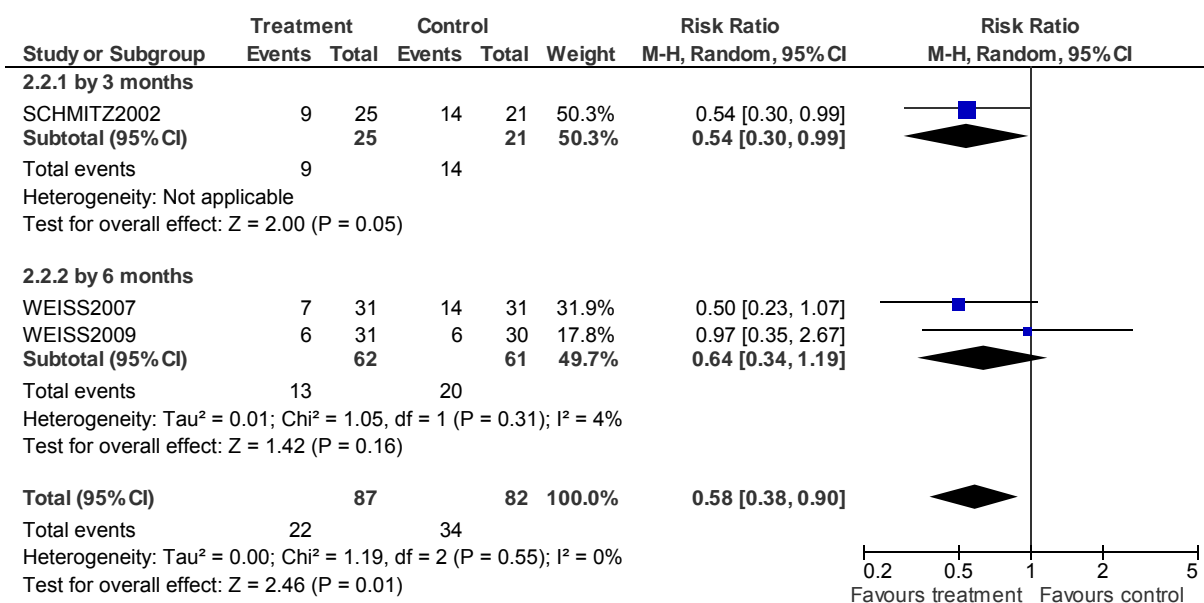 Treatment Control Risk Ratio Risk Ratio
Study or Subgroup Events Total Events Total Weight M-H, Random, 95% CI M-H, Random, 95% CI
2.2.1 by 3 months
SCHMITZ2002 9 25 14 21 50.3% 0.54 [0.30, 0.99]
Subtotal (95% CI) 25 21 50.3% 0.54 [0.30, 0.99]
Total events 9 14
Heterogeneity: Not applicable
Test for overall effect: Z = 2.00 (P = 0.05)
2.2.2 by 6 months
WEISS2007 7 31 14 31 31.9% 0.50 [0.23, 1.07]
WEISS2009 6 31 6 30 17.8% 0.97 [0.35, 2.67]
Subtotal (95% CI) 62 61 49.7% 0.64 [0.34, 1.19]
Total events 13 20
Heterogeneity: Tau² = 0.01; Chi² = 1.05, df = 1 (P = 0.31); I² = 4%
Test for overall effect: Z = 1.42 (P = 0.16)
Total (95% CI) 87 82 100.0% 0.58 [0.38, 0.90]
Total events 22 34
Heterogeneity: Tau² = 0.00; Chi² = 1.19, df = 2 (P = 0.55); I² = 0%
Test for overall effect: Z = 2.46 (P = 0.01)
0.2 0.5 1 2 5
Favours treatment Favours control